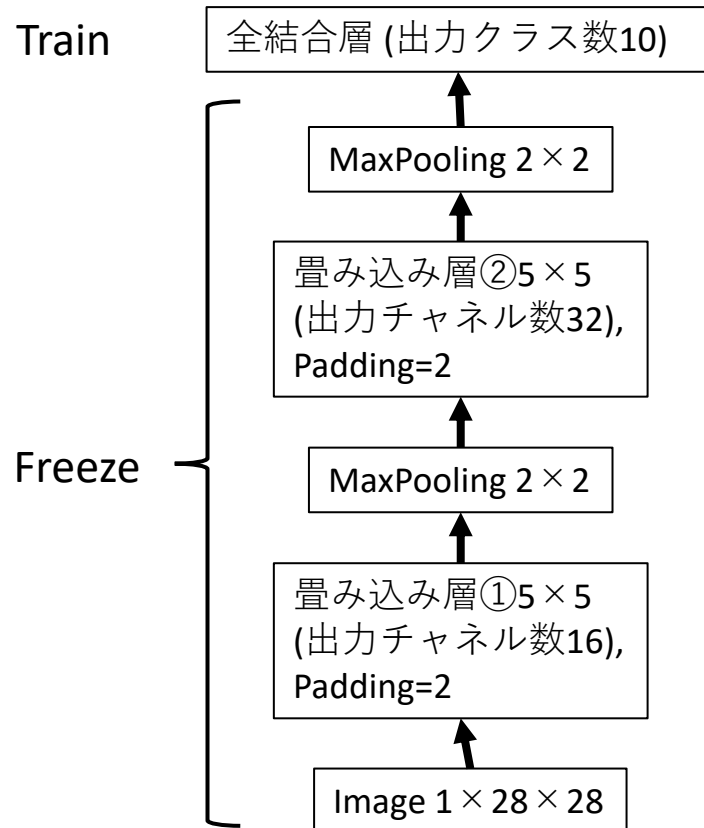 Train
全結合層 (出力クラス数10)
MaxPooling 2×2
畳み込み層②5×5
(出力チャネル数32),
Padding=2
Freeze
MaxPooling 2×2
畳み込み層①5×5
(出力チャネル数16),
Padding=2
Image 1×28×28